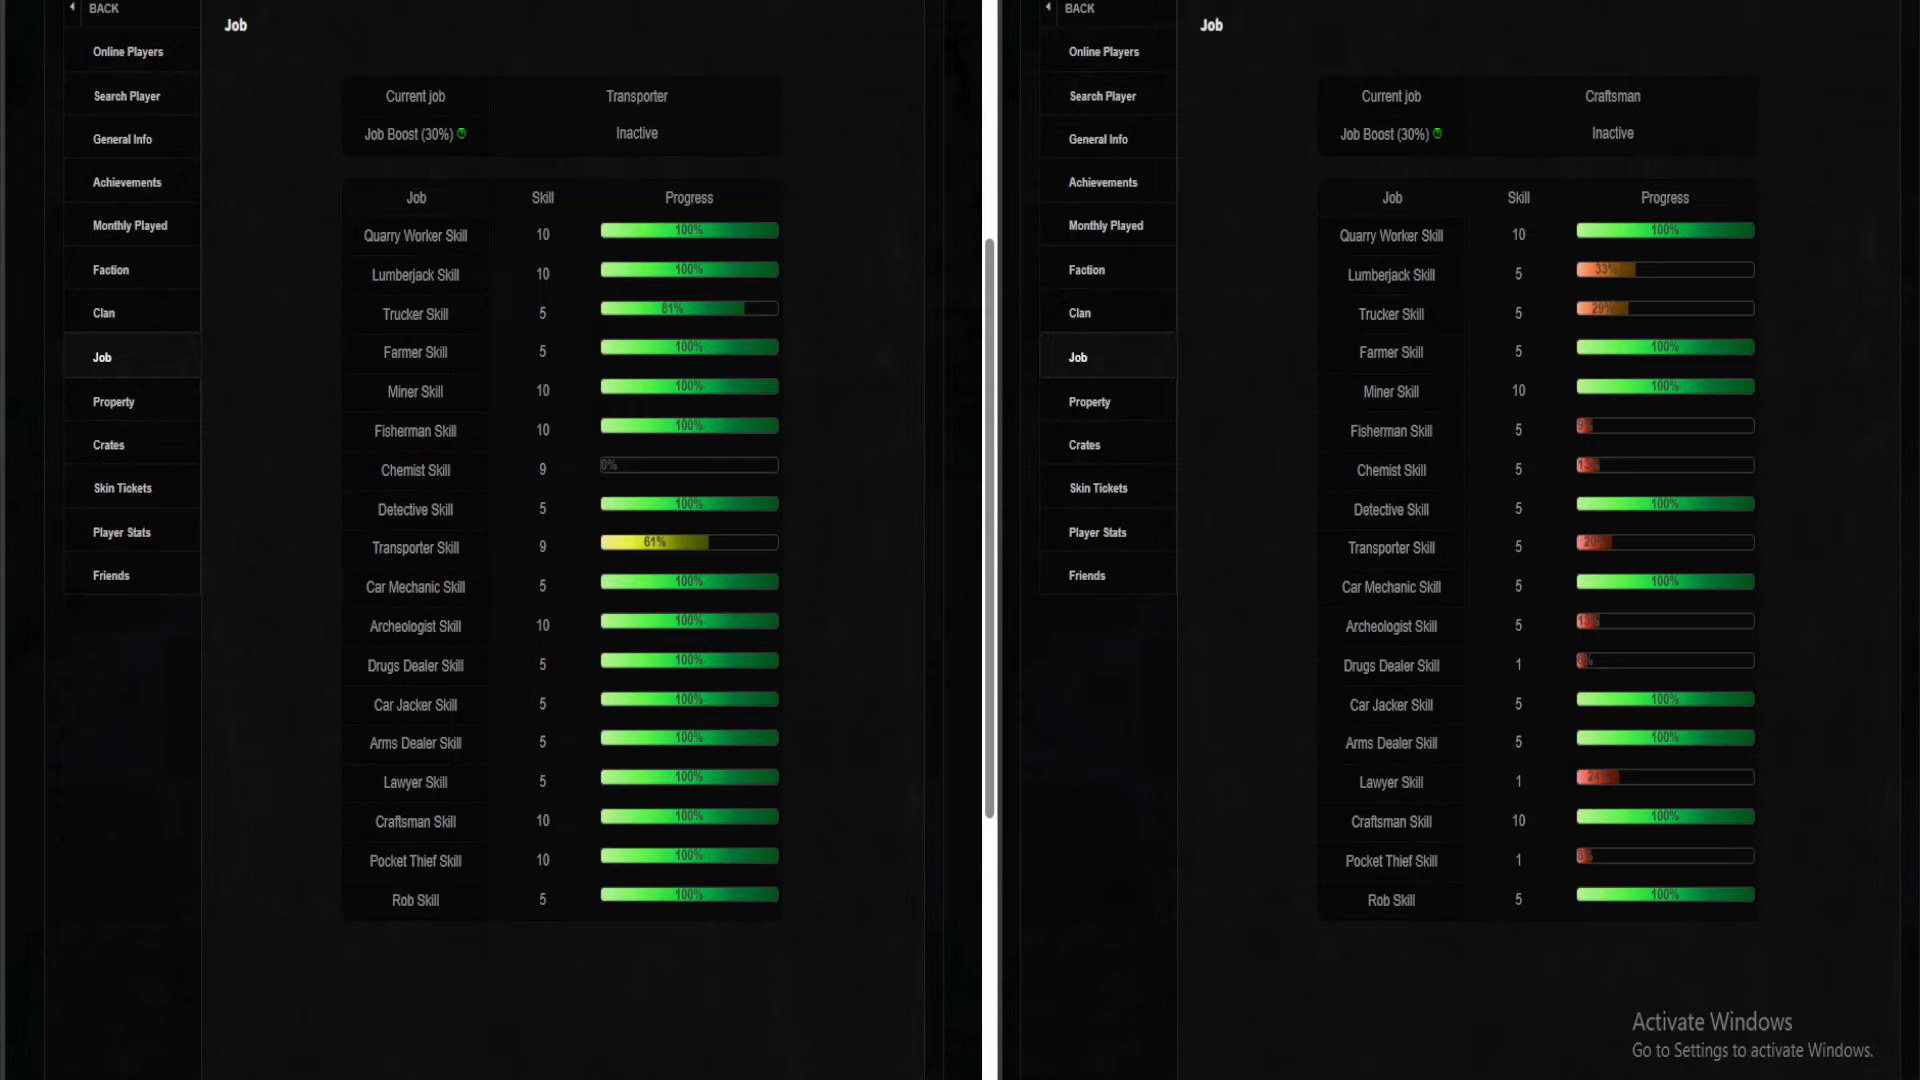 BACK
Online Players
Search Player
General Info
Achievements
Monthly Played
Faction
Clan
Job
Property
Crates
Skin Tickets
Player Stats
Friends
Job
Current job Transporter
Job Boost (30%) Inactive
Job Skill Progress
Quarry Worker Skill 10 100%
Lumberjack Skill 10 100%
Trucker Skill 5 81%
Farmer Skill 5 100%
Miner Skill 10 100%
Fisherman Skill 10 100%
Chemist Skill 9 0%
Detective Skill 5 100%
Transporter Skill 9 61%
Car Mechanic Skill 5 100%
Archeologist Skill 10 100%
Drugs Dealer Skill 5 100%
Car Jacker Skill 5 100%
Arms Dealer Skill 5 100%
Lawyer Skill 5 100%
Craftsman Skill 10 100%
Pocket Thief Skill 10 100%
Rob Skill 5 100%
BACK
Online Players
Search Player
General Info
Achievements
Monthly Played
Faction
Clan
Job
Property
Crates
Skin Tickets
Player Stats
Friends
Job
Current job Craftsman
Job Boost (30%) Inactive
Job Skill Progress
Quarry Worker Skill 10 100%
Lumberjack Skill 5 33%
Trucker Skill 5 29%
Farmer Skill 5 100%
Miner Skill 10 100%
Fisherman Skill 5
Chemist Skill 5 13%
Detective Skill 5 100%
Transporter Skill 5 20%
Car Mechanic Skill 5 100%
Archeologist Skill 5
Drugs Dealer Skill 1
Car Jacker Skill 5 100%
Arms Dealer Skill 5 100%
Lawyer Skill 1 24%
Craftsman Skill 10 100%
Pocket Thief Skill 1
Rob Skill 5 100%
Activate Windows
Go to Settings to activate Windows.